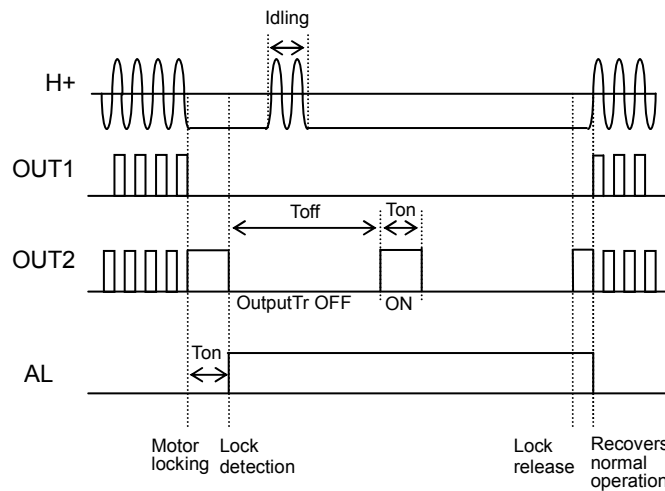 Idling
H+
OUT1
Toff
Ton
OUT2
OutputTr OFF
ON
Ton
AL
Motor
locking
Lock
detection
Lock
release
Recovers
normal
operation